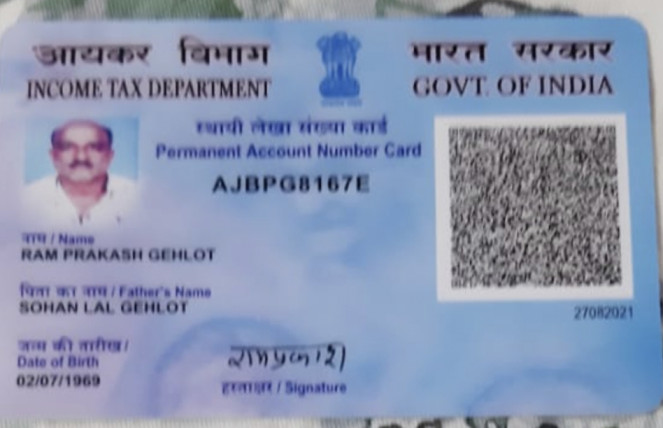 आयकर विभाग
INCOME TAX DEPARTMENT
भारत सरकार
GOVT. OF INDIA
स्थायी लेखा संख्या कार्ड
Permanent Account Number Card
AJBPG8167E
नाम / Name
RAM PRAKASH GEHLOT
पिता का नाम / Father's Name
SOHAN LAL GEHLOT
27082021
जन्म की तारीख /
Date of Birth
02/07/1969
रामप्रकाश
हस्ताक्षर / Signature